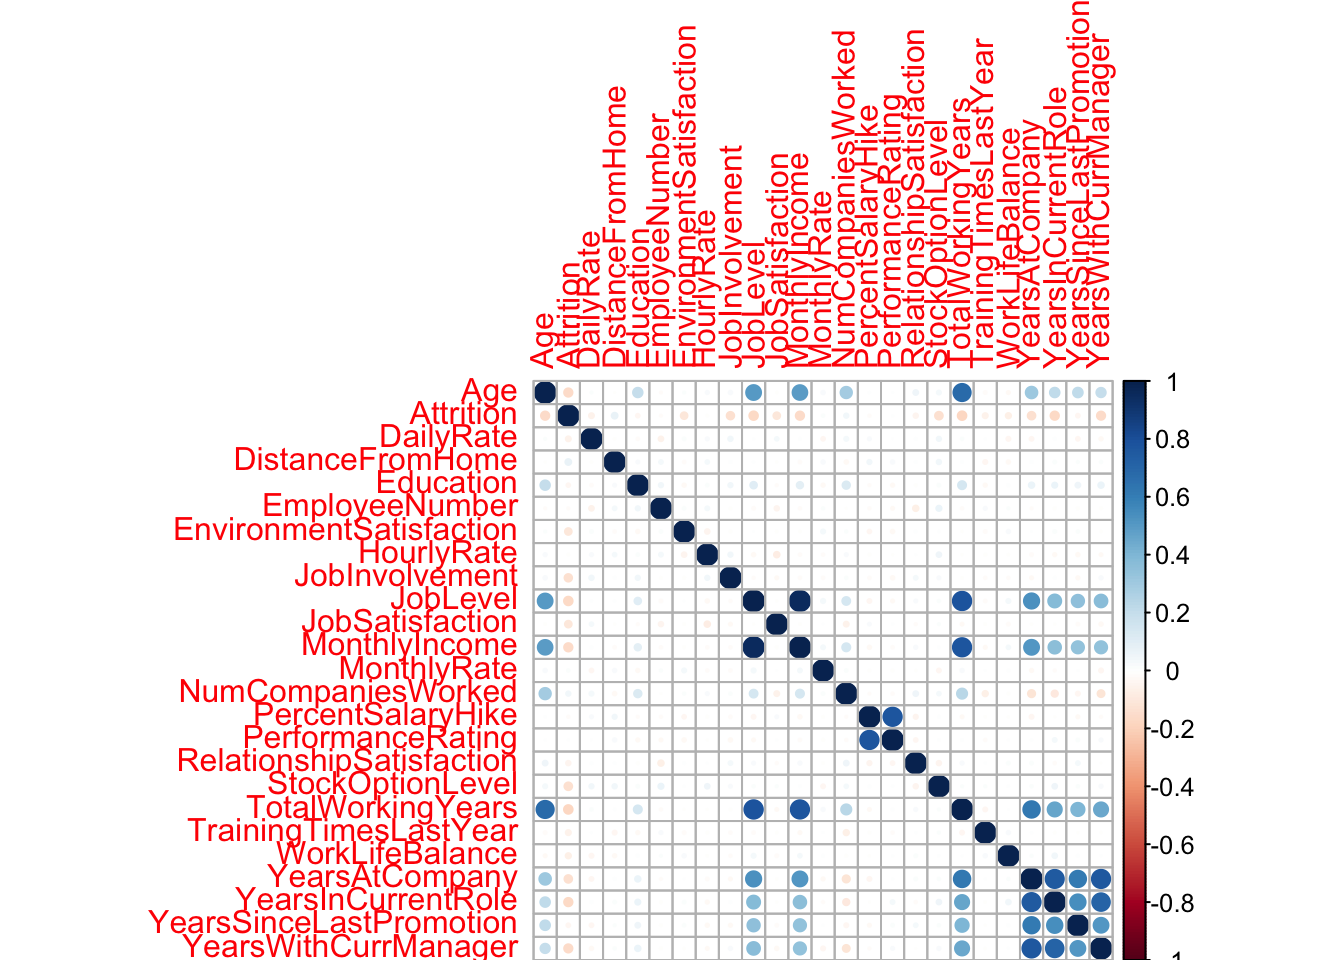 Age
Attrition
DailyRate
DistanceFromHome
Education
EmployeeNumber
EnvironmentSatisfaction
HourlyRate
JobInvolvement
JobLevel
JobSatisfaction
MonthlyIncome
MonthlyRate
NumCompaniesWorked
PercentSalaryHike
PerformanceRating
RelationshipSatisfaction
StockOptionLevel
TotalWorkingYears
TrainingTimesLastYear
WorkLifeBalance
YearsAtCompany
YearsInCurrentRole
YearsSinceLastPromotion
YearsWithCurrManager
Age
Attrition
DailyRate
DistanceFromHome
Education
EmployeeNumber
EnvironmentSatisfaction
HourlyRate
JobInvolvement
JobLevel
JobSatisfaction
MonthlyIncome
MonthlyRate
NumCompaniesWorked
PercentSalaryHike
PerformanceRating
RelationshipSatisfaction
StockOptionLevel
TotalWorkingYears
TrainingTimesLastYear
WorkLifeBalance
YearsAtCompany
YearsInCurrentRole
YearsSinceLastPromotion
YearsWithCurrManager
1
0.8
0.6
0.4
0.2
0
-0.2
-0.4
-0.6
-0.8
-1